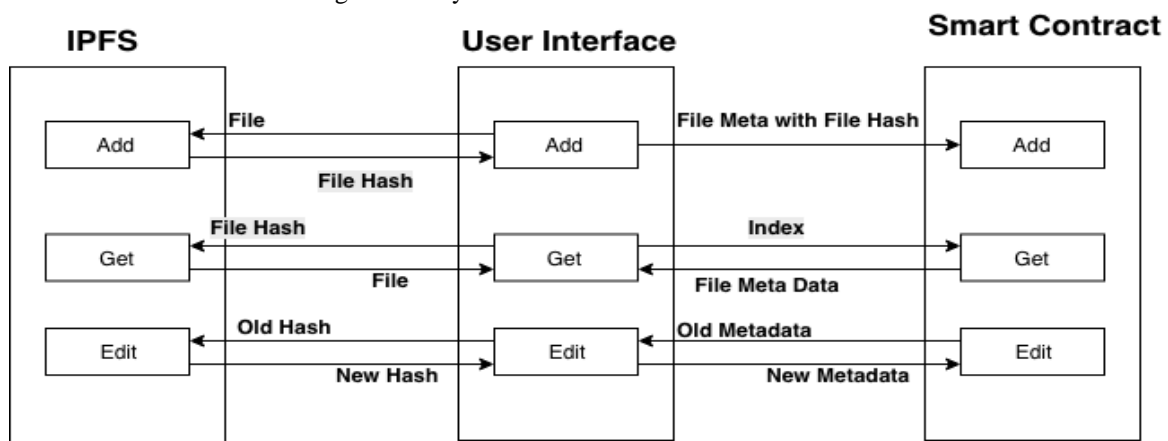 IPFS
User Interface
Smart Contract
File
File Meta with File Hash
Add
Add
Add
File Hash
File Hash
Index
Get
Get
Get
File
File Meta Data
Old Hash
Old Metadata
Edit
Edit
Edit
New Hash
New Metadata